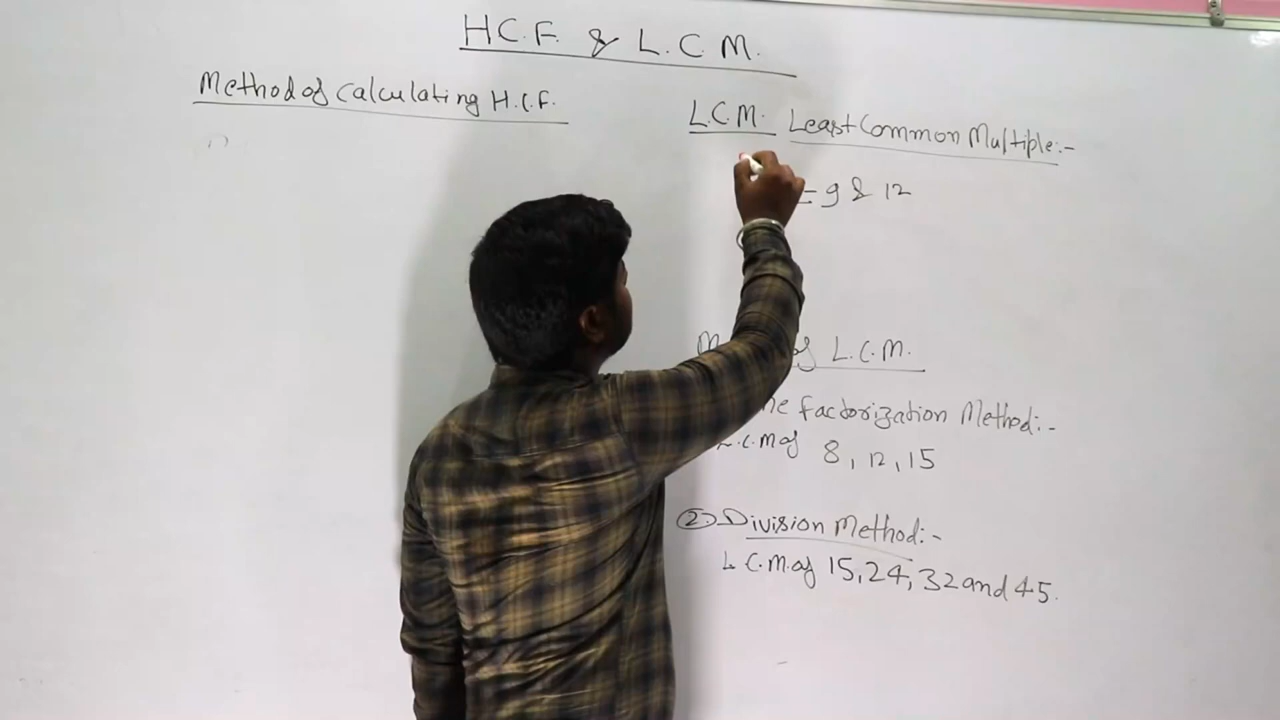 H.C.F. & L.C.M.
Method of Calculating H.C.F.
L.C.M. Least Common Multiple:-
= 9 & 12
of L.C.M.
factorization Method:-
L.C.M of 8, 12, 15
② Division Method:-
L.C.M. of 15, 24, 32 and 45.